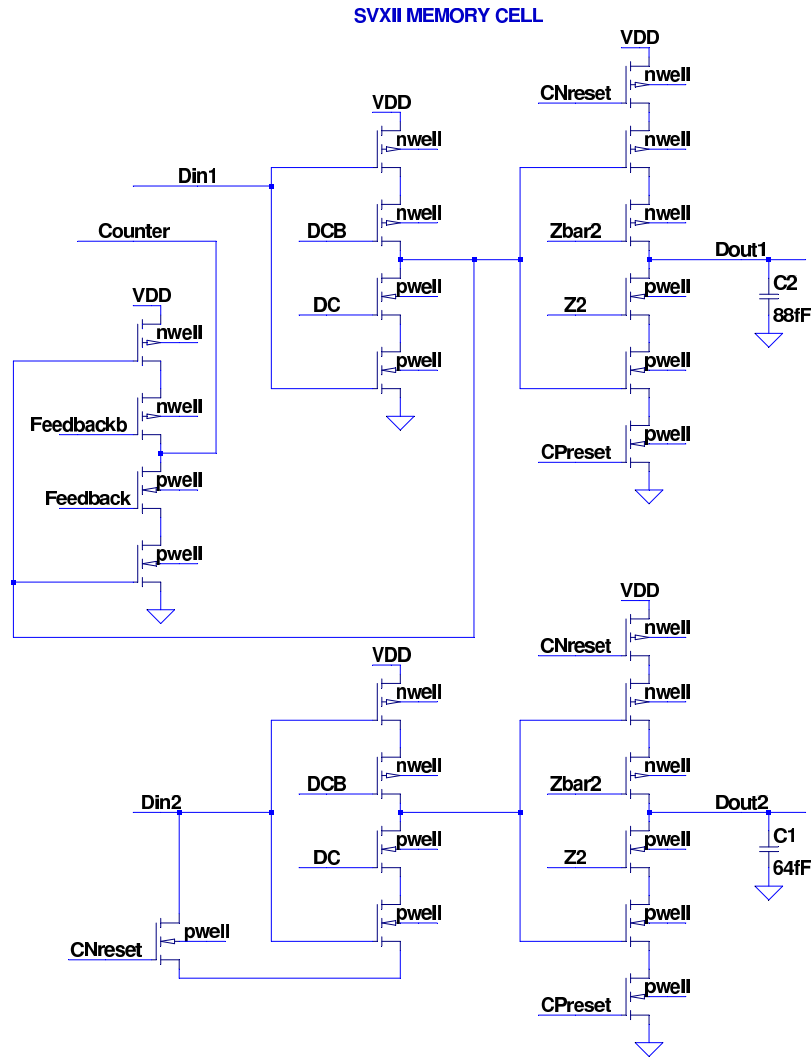 SVXII MEMORY CELL
VDD
CNreset
nwell
VDD
nwell
nwell
Din1
Counter
DCB
nwell
Zbar2
nwell
Dout1
VDD
nwell
DC
pwell
Z2
pwell
C2
88fF
pwell
pwell
Feedbackb
nwell
CPreset
pwell
Feedback
pwell
pwell
VDD
CNreset
nwell
VDD
nwell
nwell
Din2
DCB
nwell
Zbar2
nwell
Dout2
DC
pwell
Z2
pwell
C1
64fF
pwell
pwell
CNreset
pwell
CPreset
pwell